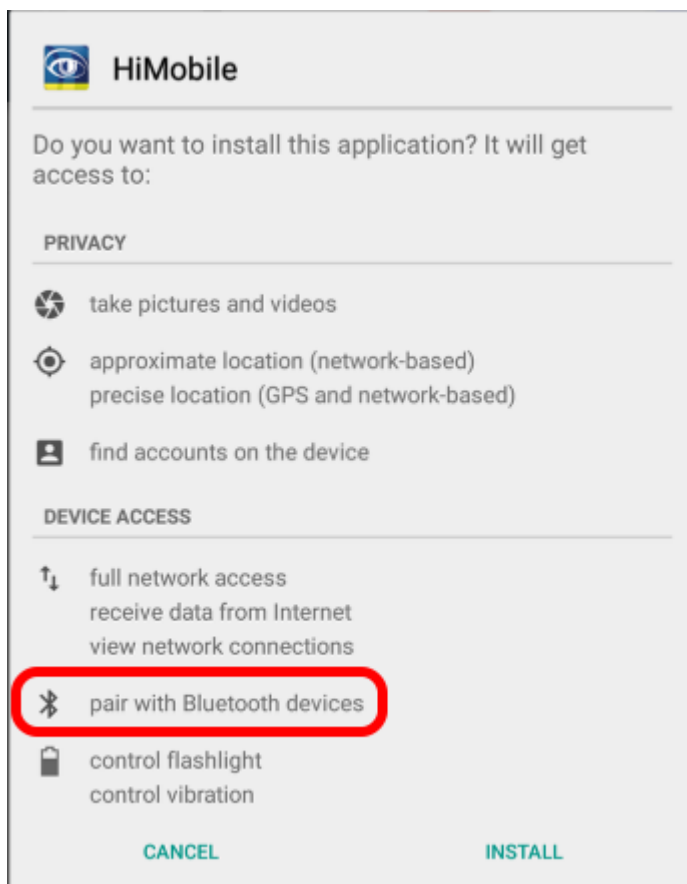 HiMobile
Do you want to install this application? It will get
access to:
PRIVACY
take pictures and videos
approximate location (network-based)
precise location (GPS and network-based)
find accounts on the device
DEVICE ACCESS
full network access
receive data from Internet
view network connections
pair with Bluetooth devices
control flashlight
control vibration
CANCEL
INSTALL